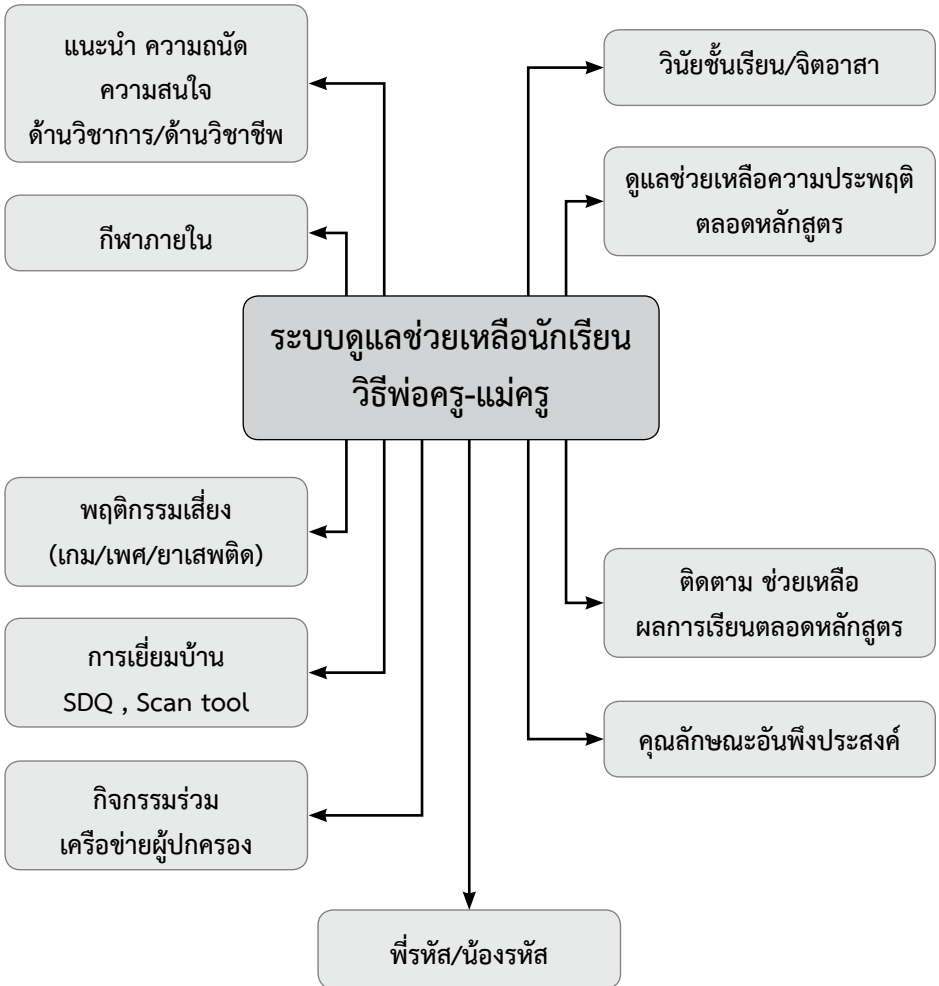 แนะนำ ความถนัด
ความสนใจ
ด้านวิชาการ/ด้านวิชาชีพ
วินัยชั้นเรียน/จิตอาสา
ดูแลช่วยเหลือความประพฤติ
ตลอดหลักสูตร
กีฬาภายใน
ระบบดูแลช่วยเหลือนักเรียน
วิธีพ่อครู-แม่ครู
พฤติกรรมเสี่ยง
(เกม/เพศ/ยาเสพติด)
ติดตาม ช่วยเหลือ
ผลการเรียนตลอดหลักสูตร
การเยี่ยมบ้าน
SDQ , Scan tool
คุณลักษณะอันพึงประสงค์
กิจกรรมร่วม
เครือข่ายผู้ปกครอง
พี่รหัส/น้องรหัส